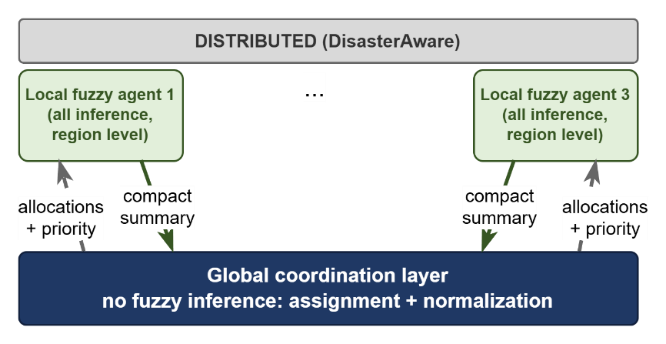 DISTRIBUTED (DisasterAware)
Local fuzzy agent 1
(all inference,
region level)
...
Local fuzzy agent 3
(all inference,
region level)
allocations
+ priority
compact
summary
compact
summary
allocations
+ priority
Global coordination layer
no fuzzy inference: assignment + normalization